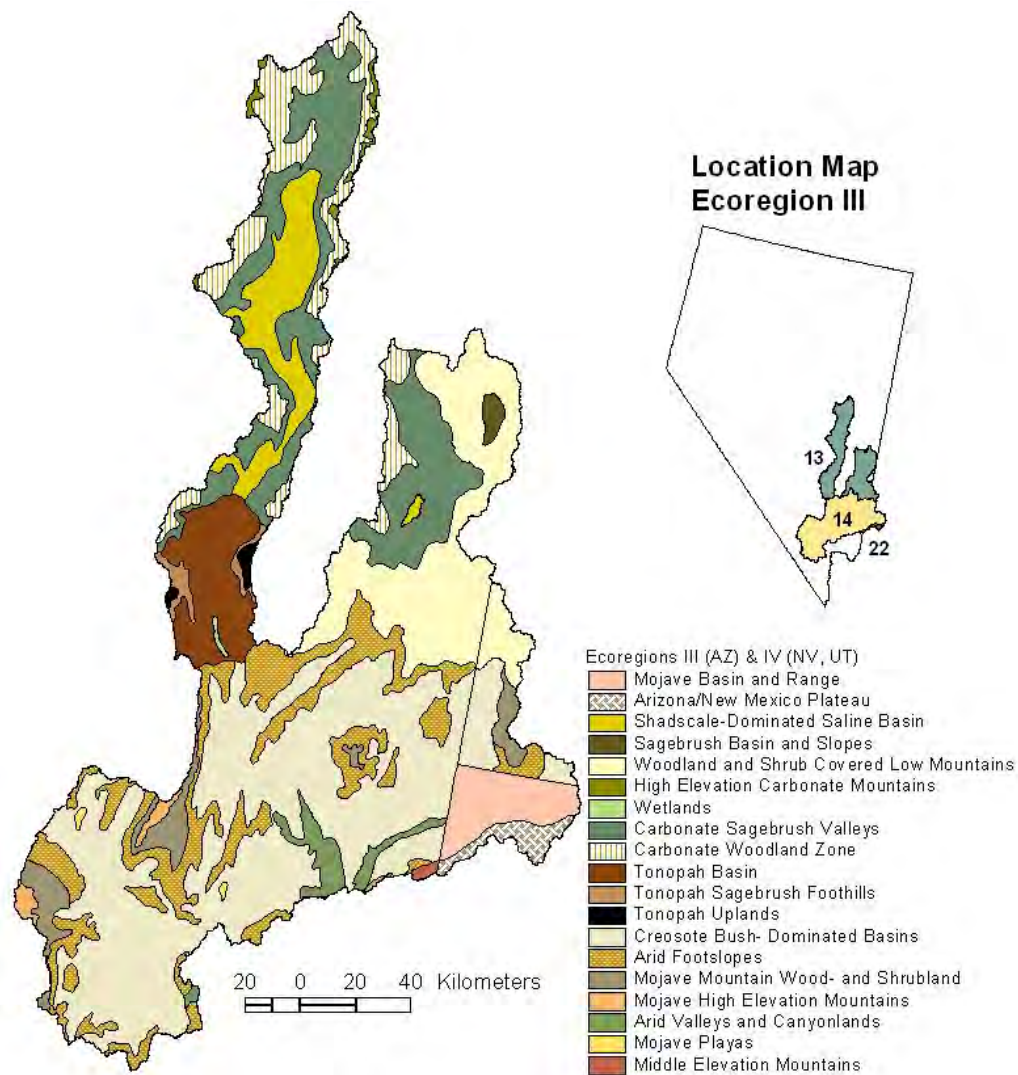 Location Map
Ecoregion III
13
14
22
Ecoregions III (AZ) & IV (NV, UT)
Mojave Basin and Range
Arizona/New Mexico Plateau
Shadscale-Dominated Saline Basin
Sagebrush Basin and Slopes
Woodland and Shrub Covered Low Mountains
High Elevation Carbonate Mountains
Wetlands
Carbonate Sagebrush Valleys
Carbonate Woodland Zone
Tonopah Basin
Tonopah Sagebrush Foothills
Tonopah Uplands
Creosote Bush- Dominated Basins
Arid Footslopes
Mojave Mountain Wood- and Shrubland
Mojave High Elevation Mountains
Arid Valleys and Canyonlands
Mojave Playas
Middle Elevation Mountains
20 0 20 40 Kilometers